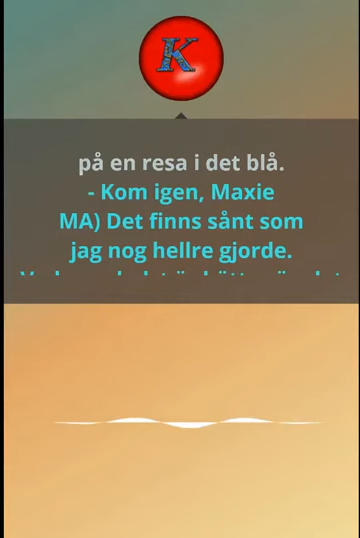 K
på en resa i det blå.
- Kom igen, Maxie
MA) Det finns sånt som
jag nog hellre gjorde.